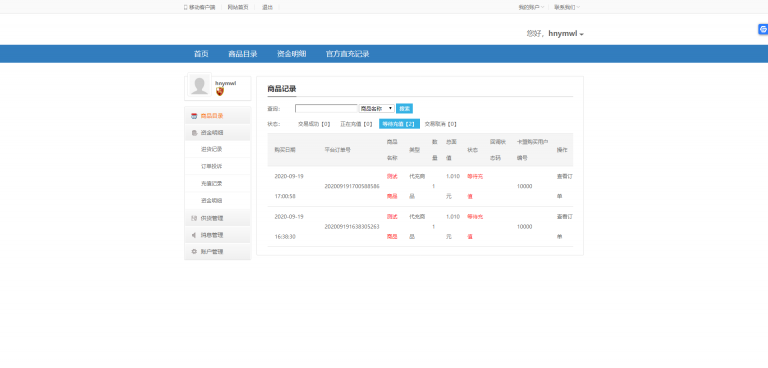 移动客户端 网站首页 退出 我的账户 联系我们
您好，hnymwl
首页 商品目录 资金明细 官方直充记录
hnymwl
商品目录
资金明细
进货记录
订单投诉
充值记录
资金明细
供货管理
消息管理
账户管理
商品记录
查询： 商品名称 搜索
状态： 交易成功【0】 正在充值【0】 等待充值【2】 交易取消【0】
购买日期 平台订单号 商品名称 类型 数量 总面值 状态 回调状态码 卡盟购买用户编号 操作
2020-09-19 17:00:58 202009191700588586 测试商品 代充商品 1 1.010元 等待充值 10000 查看订单
2020-09-19 16:38:30 202009191638305263 测试商品 代充商品 1 1.010元 等待充值 10000 查看订单